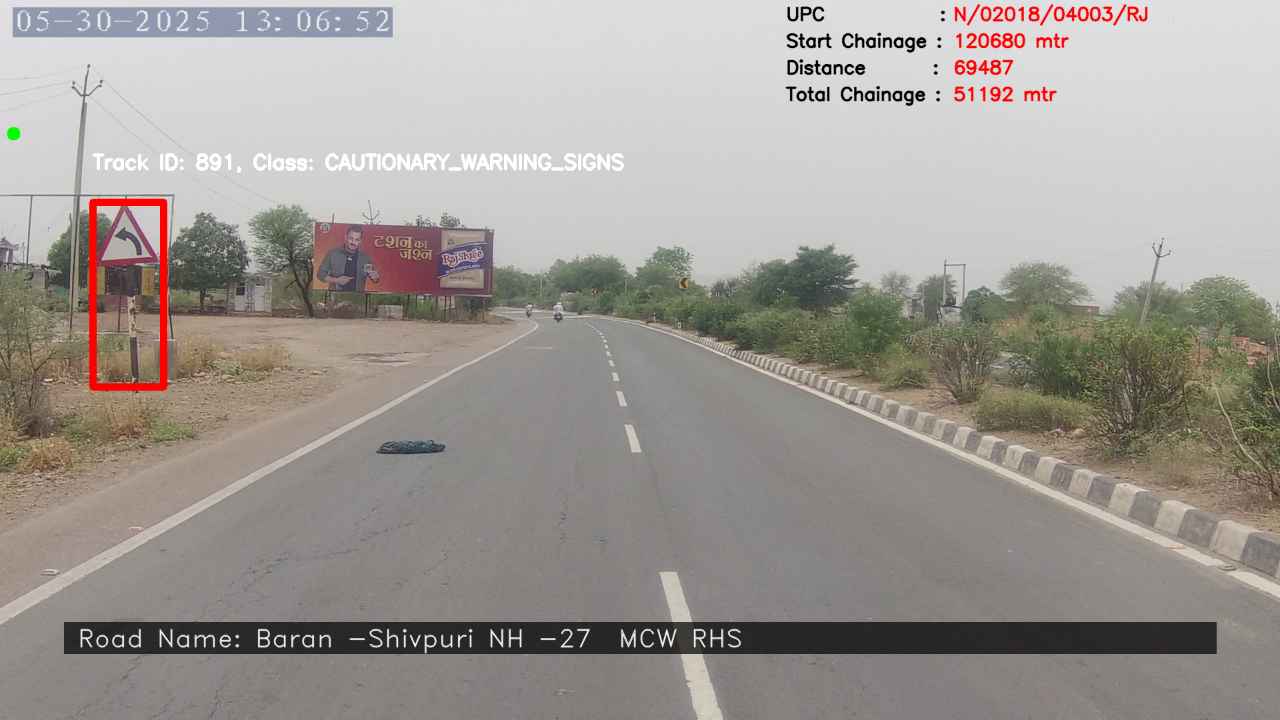 05-30-2025 13:06:52
UPC : N/02018/04003/RJ
Start Chainage : 120680 mtr
Distance : 69487
Total Chainage : 51192 mtr
Track ID: 891, Class: CAUTIONARY_WARNING_SIGNS
टशन का
जश्न
Rajnigandha
Road Name: Baran -Shivpuri NH -27 MCW RHS